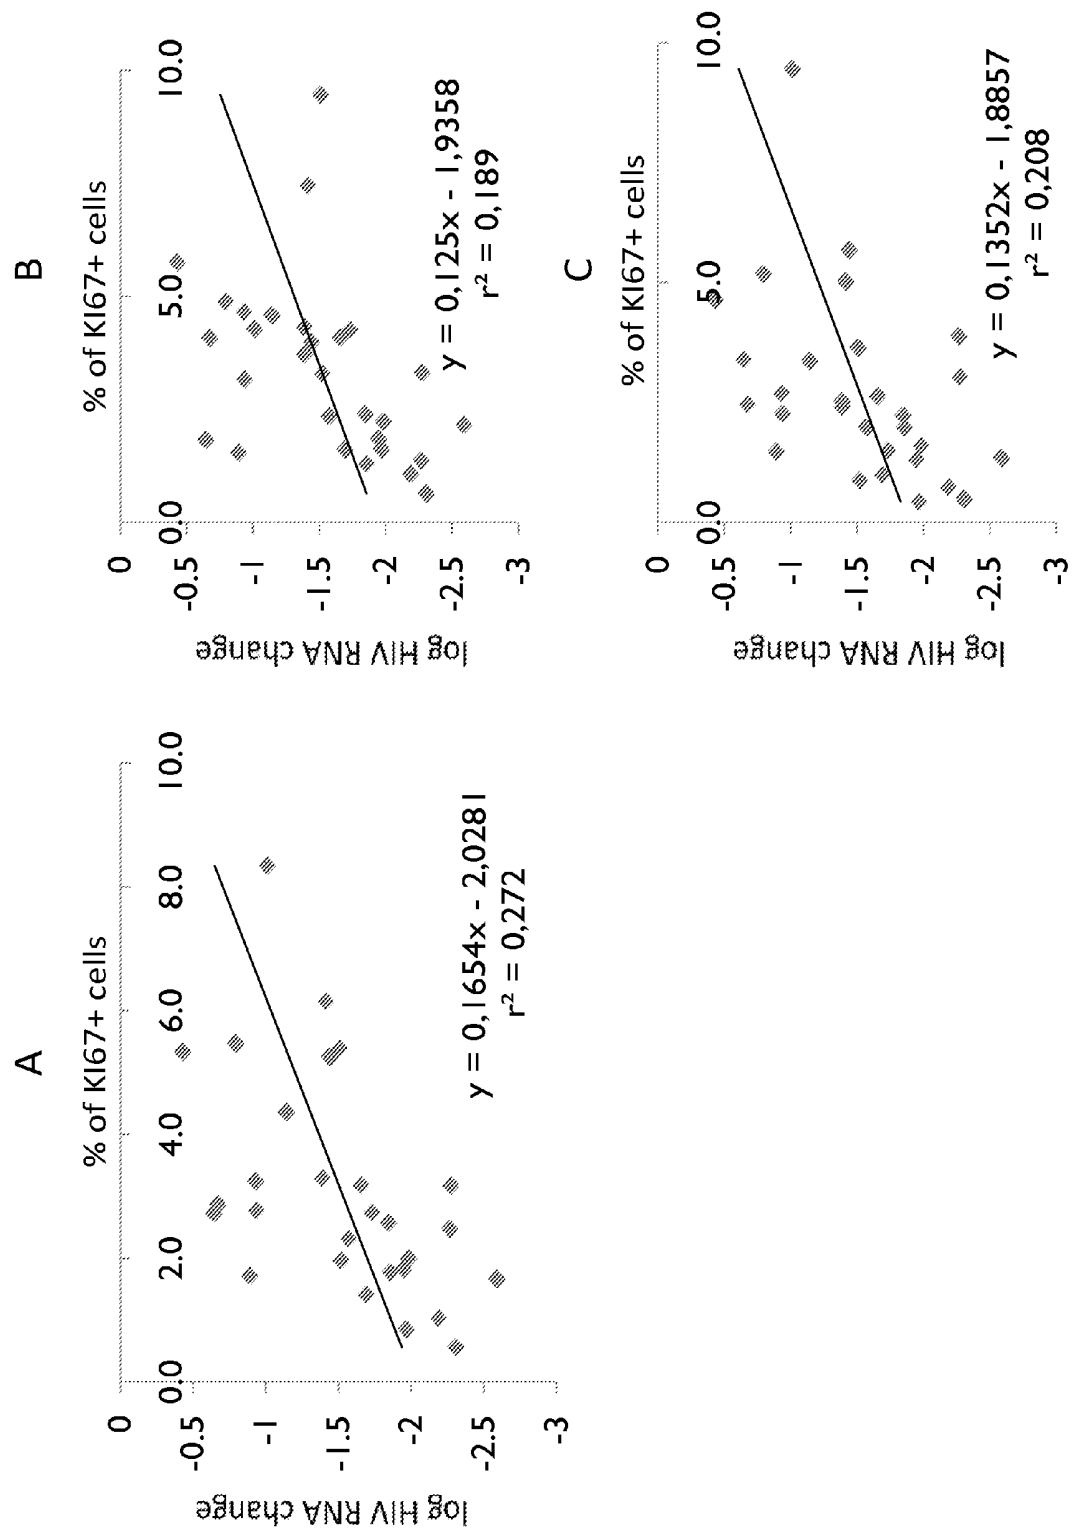 A
% of KI67+ cells
0.0
2.0
4.0
6.0
8.0
10.0
0
-0.5
-1
-1.5
-2
-2.5
-3
log HIV RNA change
y = 0,1654x - 2,0281
r² = 0,272
B
% of KI67+ cells
0.0
5.0
10.0
0
-0.5
-1
-1.5
-2
-2.5
-3
log HIV RNA change
y = 0,125x - 1,9358
r² = 0,189
C
% of KI67+ cells
0.0
5.0
10.0
0
-0.5
-1
-1.5
-2
-2.5
-3
log HIV RNA change
y = 0,1352x - 1,8857
r² = 0,208